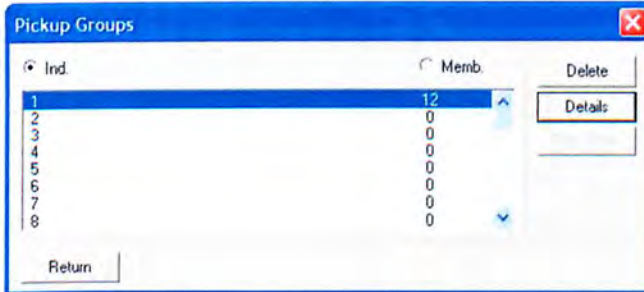 Pickup Groups
Ind. Memb.
Delete
Details
1 12
2 0
3 0
4 0
5 0
6 0
7 0
8 0
Return